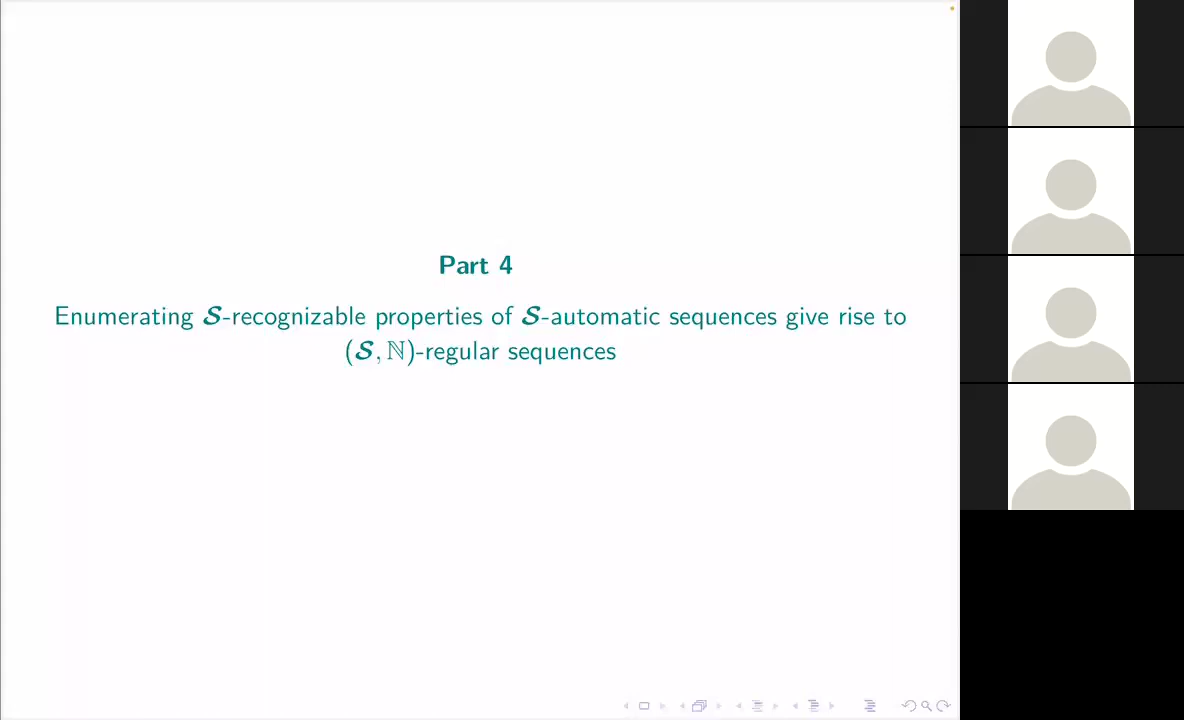 Part 4
Enumerating 𝓢-recognizable properties of 𝓢-automatic sequences give rise to
(𝓢, ℕ)-regular sequences